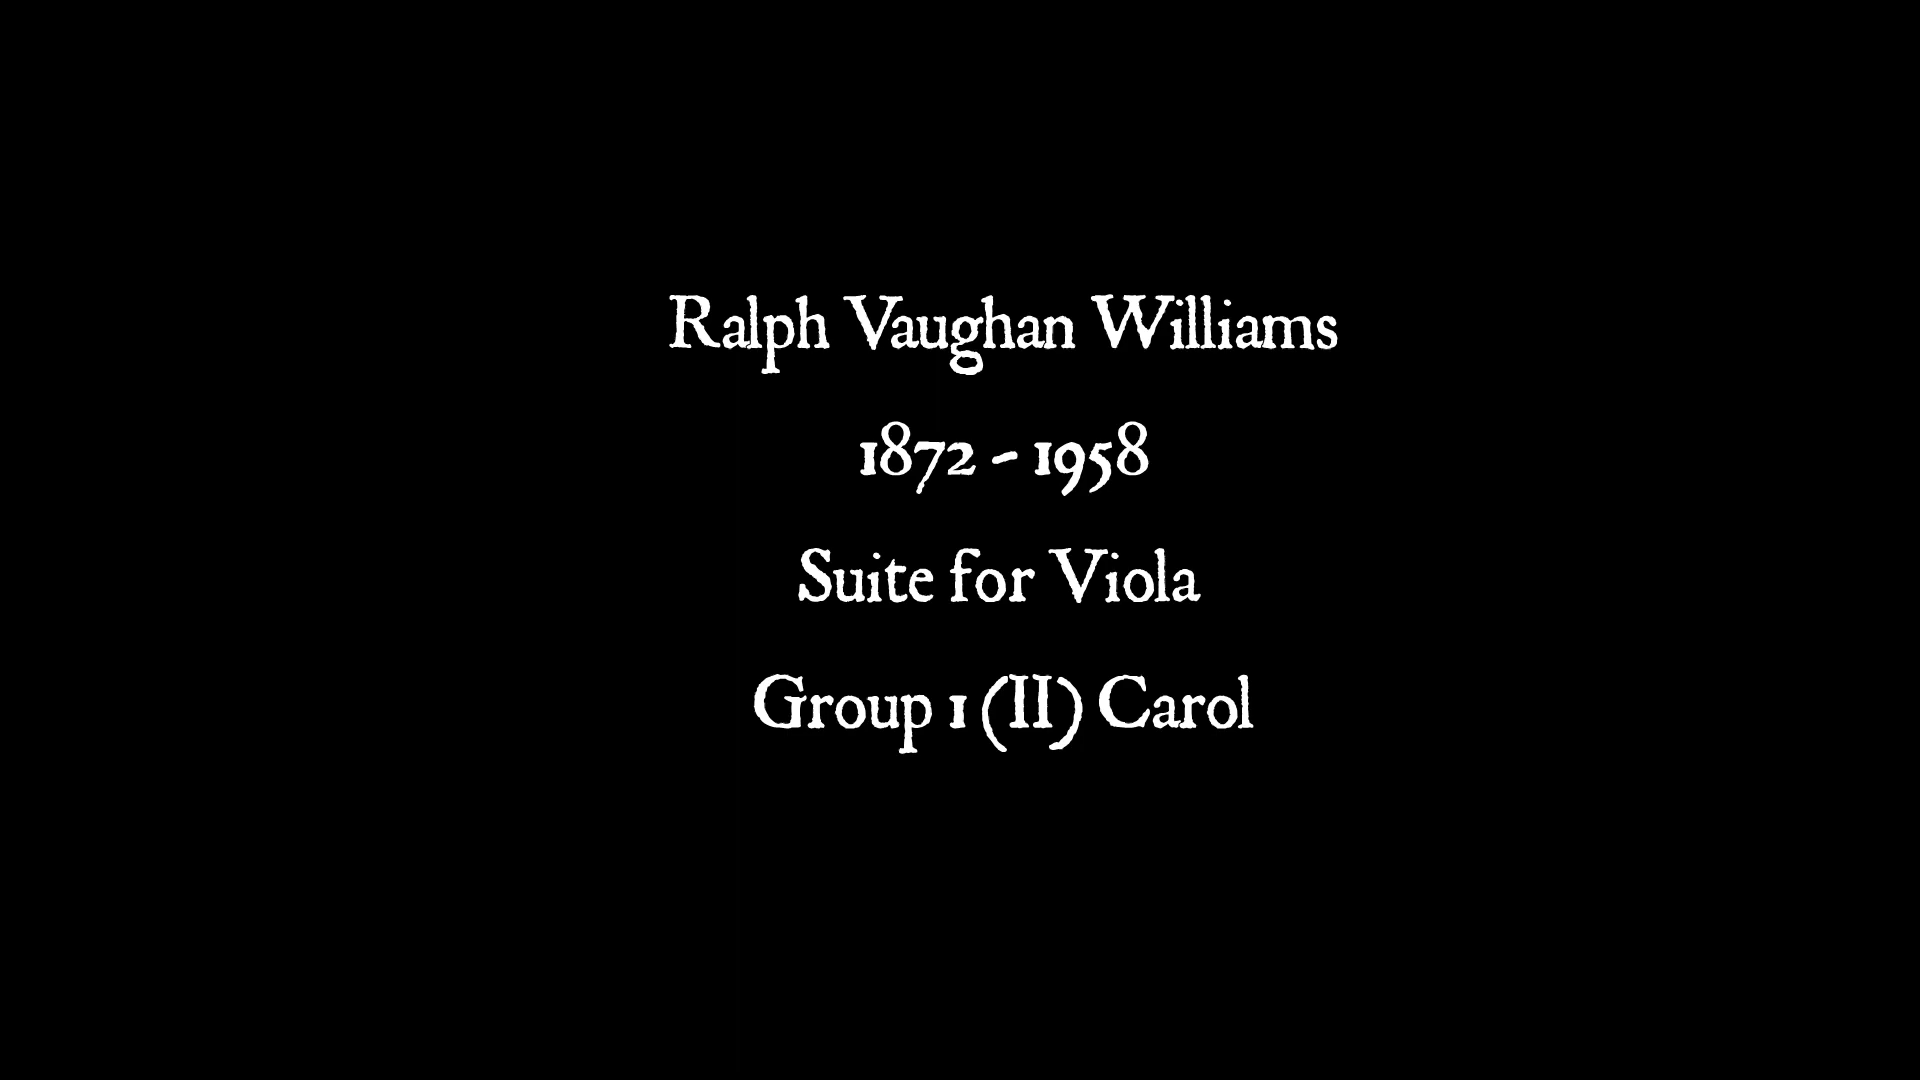 Ralph Vaughan Williams
1872 - 1958
Suite for Viola
Group 1 (II) Carol